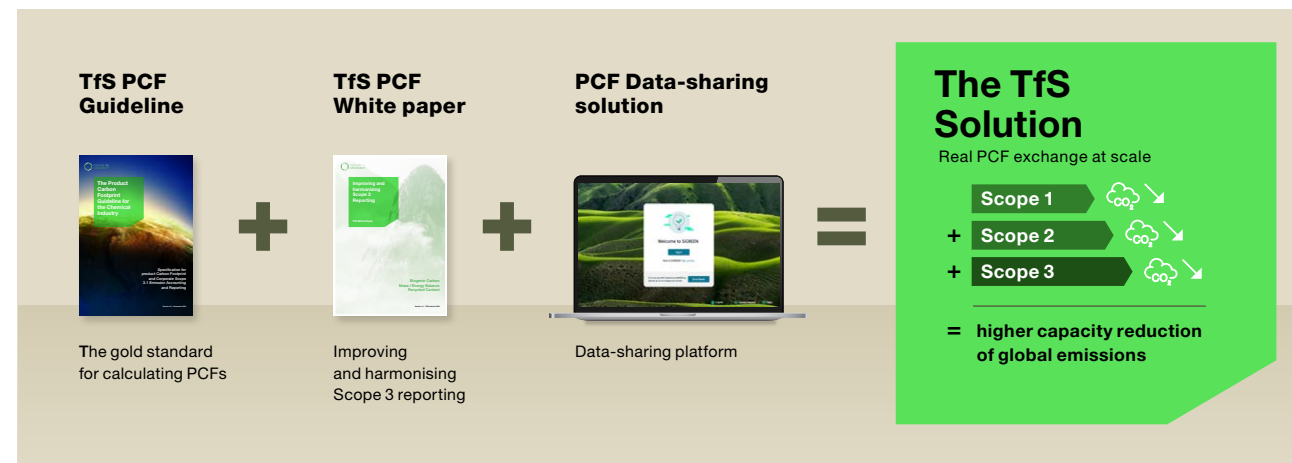 TfS PCF
Guideline
The Product
Carbon
Footprint
Guideline for
the Chemical
Industry
Specification for
product Carbon Footprint
and Corporate Scope
3.1 Emission Accounting
and Reporting
The gold standard
for calculating PCFs
+
TfS PCF
White paper
Improving and
harmonising
Scope 3
Reporting
Biogenic Carbon
Mass / Energy Balance
Recycled Content
Improving
and harmonising
Scope 3 reporting
+
PCF Data-sharing
solution
Welcome to SiGREEN
Data-sharing platform
=
The TfS
Solution
Real PCF exchange at scale
Scope 1 CO2
+ Scope 2 CO2
+ Scope 3 CO2
= higher capacity reduction
of global emissions